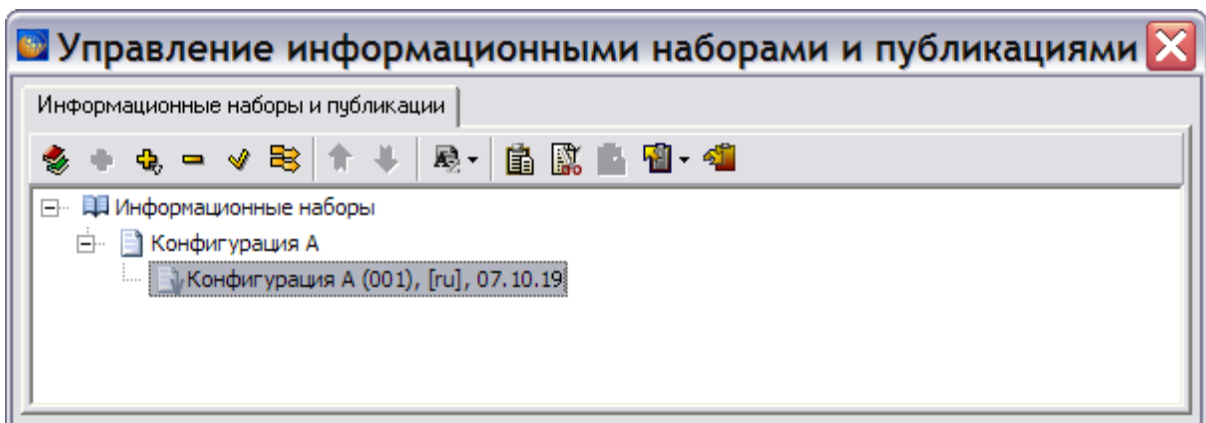 Управление информационными наборами и публикациями
Информационные наборы и публикации
Информационные наборы
Конфигурация А
Конфигурация А (001), [ru], 07.10.19